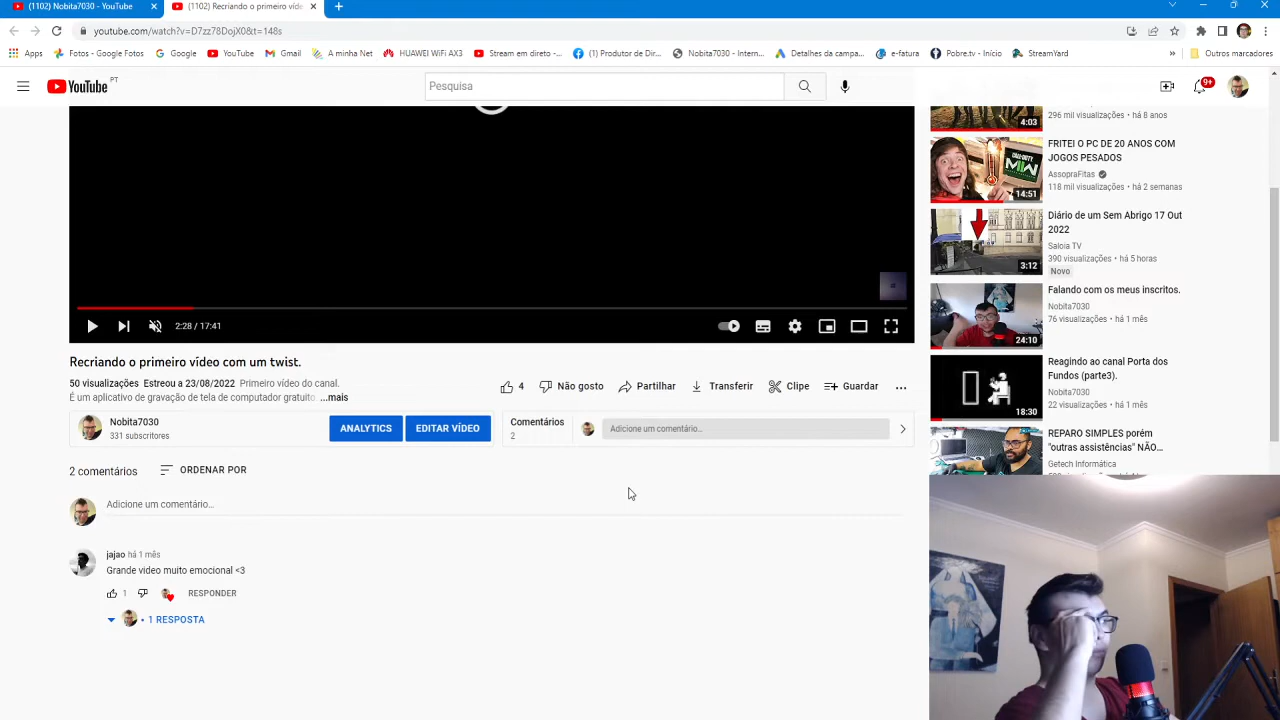 (1102) Nobita7030 - YouTube
(1102) Recriando o primeiro víde
youtube.com/watch?v=D7zz78DojX0&t=148s
Apps
Fotos - Google Fotos
Google
YouTube
Gmail
A minha Net
HUAWEI WiFi AX3
Stream em direto -...
(1) Produtor de Dir...
Nobita7030 - Intern...
Detalhes da campa...
e-fatura
Pobre.tv - Início
StreamYard
»
Outros marcadores
YouTube PT
Pesquisa
9+
4:03
296 mil visualizações • há 8 anos
14:51
FRITEI O PC DE 20 ANOS COM
JOGOS PESADOS
AssopraFitas
118 mil visualizações • há 2 semanas
3:12
Diário de um Sem Abrigo 17 Out
2022
Saloia TV
390 visualizações • há 5 horas
Novo
24:10
Falando com os meus inscritos.
Nobita7030
76 visualizações • há 1 mês
18:30
Reagindo ao canal Porta dos
Fundos (parte3).
Nobita7030
22 visualizações • há 1 mês
REPARO SIMPLES porém
"outras assistências" NÃO...
Getech Informática
2:28 / 17:41
Recriando o primeiro vídeo com um twist.
50 visualizações Estreou a 23/08/2022 Primeiro vídeo do canal.
É um aplicativo de gravação de tela de computador gratuito ...mais
4
Não gosto
Partilhar
Transferir
Clipe
Guardar
Nobita7030
331 subscritores
ANALYTICS
EDITAR VÍDEO
Comentários
2
Adicione um comentário...
2 comentários
ORDENAR POR
Adicione um comentário...
jajao há 1 mês
Grande video muito emocional <3
1
RESPONDER
• 1 RESPOSTA